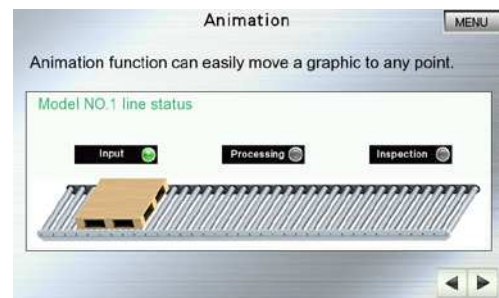 Animation
MENU
Animation function can easily move a graphic to any point.
Model NO.1 line status
Input
Processing
Inspection